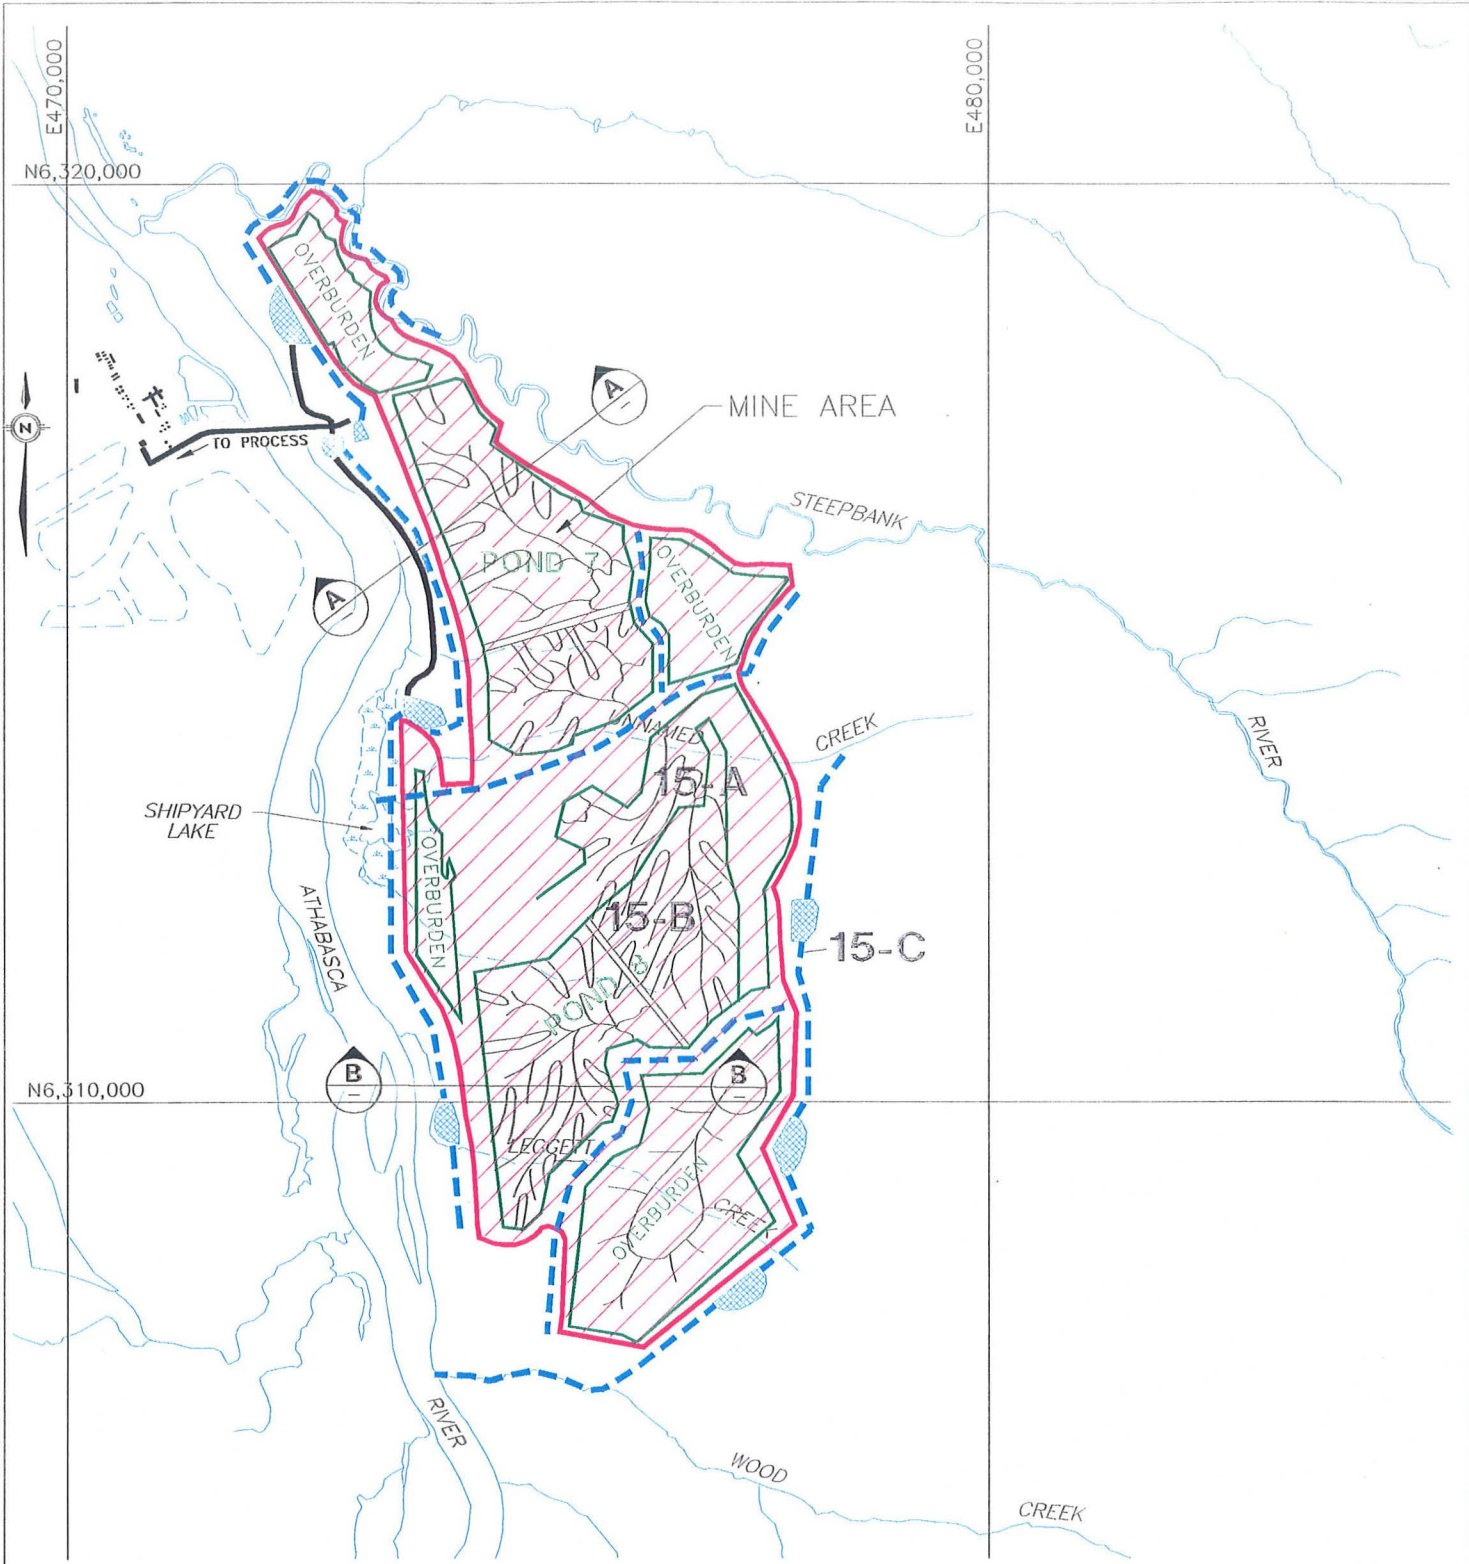 E470,000
E480,000
N6,320,000
OVERBURDEN
A
-
MINE AREA
N
TO PROCESS
STEEPBANK
POND 7
OVERBURDEN
A
UNNAMED
CREEK
RIVER
15-A
SHIPYARD
LAKE
OVERBURDEN
ATHABASCA
15-B
15-C
POND 8
N6,310,000
B
-
B
-
LEGGETT
OVERBURDEN
CREEK
RIVER
WOOD
CREEK